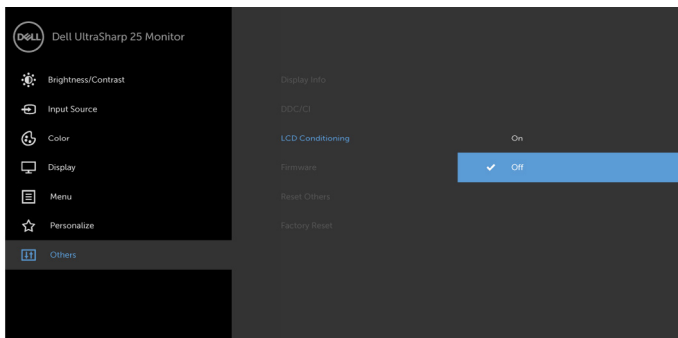 DELL Dell UltraSharp 25 Monitor
Brightness/Contrast
Input Source
Color
Display
Menu
Personalize
Others
Display Info
DDC/CI
LCD Conditioning
Firmware
Reset Others
Factory Reset
On
Off